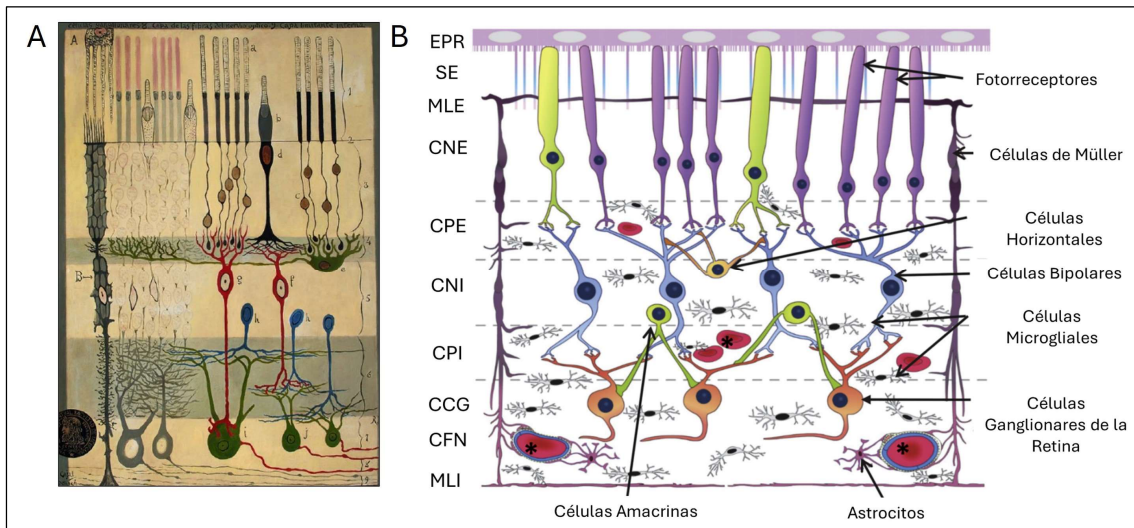 A
B
A
a
b
d
c
e
B
g
f
h
EPR
SE
MLE
CNE
CPE
CNI
CPI
CCG
CFN
MLI
Fotorreceptores
Células de Müller
Células
Horizontales
Células Bipolares
Células
Microgliales
Células
Ganglionares de la
Retina
Células Amacrinas
Astrocitos
*
*
*